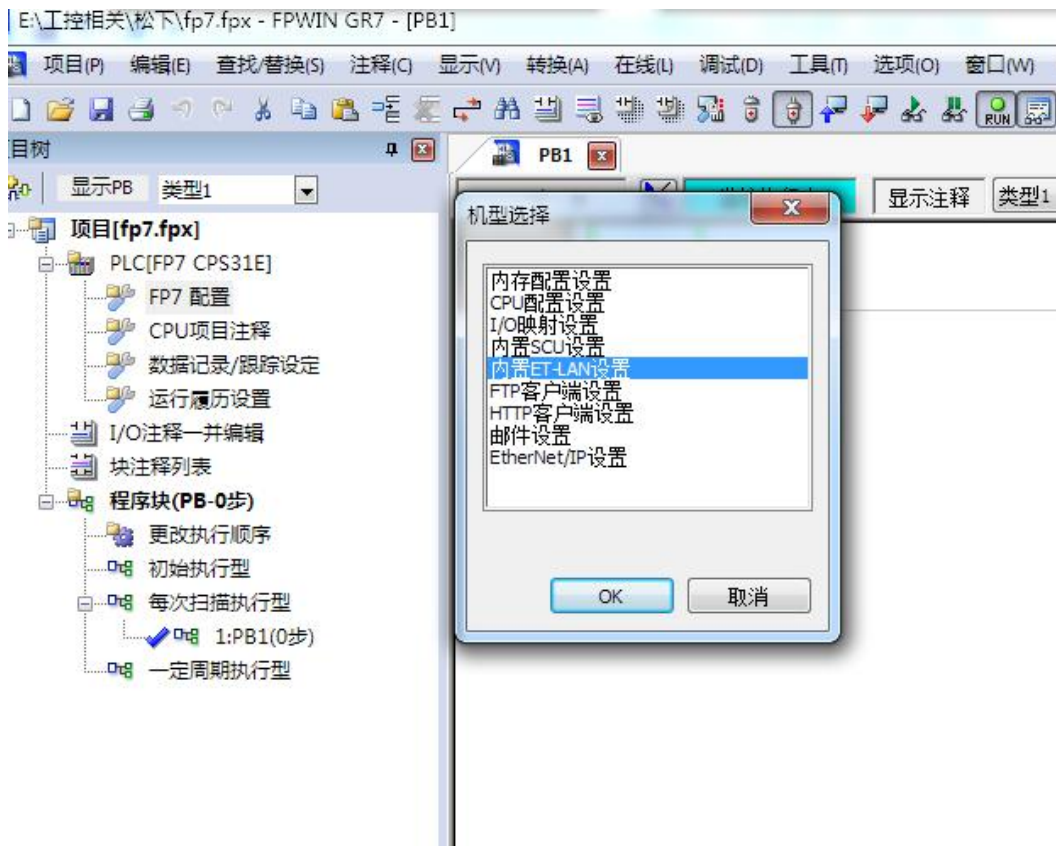 E:\工控相关\松下\fp7.fpx - FPWIN GR7 - [PB1]
项目(P) 编辑(E) 查找/替换(S) 注释(C) 显示(V) 转换(A) 在线(L) 调试(D) 工具(T) 选项(O) 窗口(W)
RUN
目树
PB1
显示PB 类型1
显示注释 类型1
项目[fp7.fpx]
PLC[FP7 CPS31E]
FP7 配置
CPU项目注释
数据记录/跟踪设定
运行履历设置
I/O注释一并编辑
块注释列表
程序块(PB-0步)
更改执行顺序
初始执行型
每次扫描执行型
1:PB1(0步)
一定周期执行型
机型选择
内存配置设置
CPU配置设置
I/O映射设置
内置SCU设置
内置ET-LAN设置
FTP客户端设置
HTTP客户端设置
邮件设置
EtherNet/IP设置
OK 取消